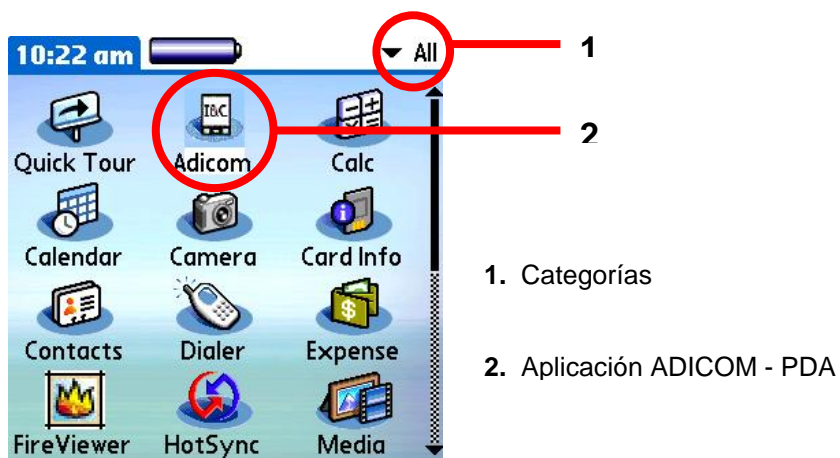 10:22 am All 1
I&C
2
Quick Tour Adicom Calc
Calendar Camera Card Info
1. Categorías
Contacts Dialer Expense
2. Aplicación ADICOM - PDA
FireViewer HotSync Media